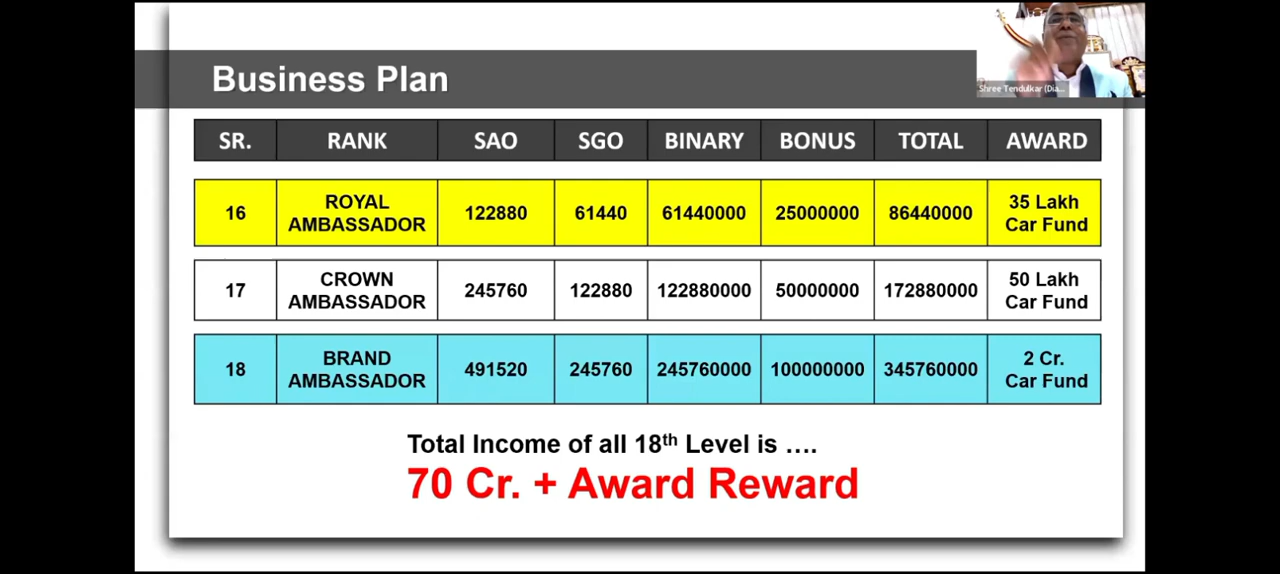 Shree Tendulkar (Dia...
Business Plan
SR. RANK SAO SGO BINARY BONUS TOTAL AWARD
16 ROYAL AMBASSADOR 122880 61440 61440000 25000000 86440000 35 Lakh Car Fund
17 CROWN AMBASSADOR 245760 122880 122880000 50000000 172880000 50 Lakh Car Fund
18 BRAND AMBASSADOR 491520 245760 245760000 100000000 345760000 2 Cr. Car Fund
Total Income of all 18th Level is ....
70 Cr. + Award Reward